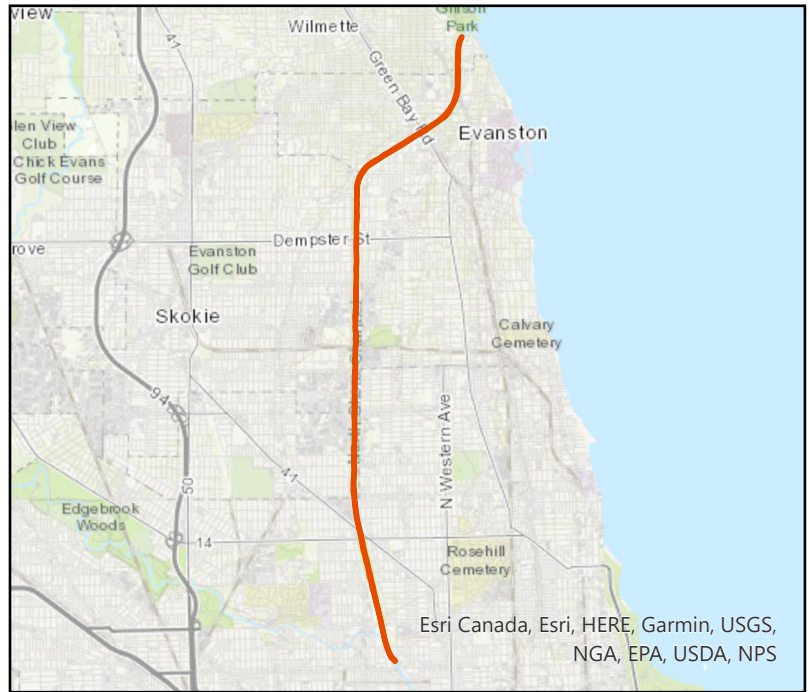 view
Wilmette
Gillson
Park
41
Green Bay Rd
len View
Club
Chick Evans
Golf Course
Evanston
rove
Dempster St
Evanston
Golf Club
Skokie
Calvary
Cemetery
94
N Western Ave
41
50
Edgebrook
Woods
14
Rosehill
Cemetery
Esri Canada, Esri, HERE, Garmin, USGS,
NGA, EPA, USDA, NPS